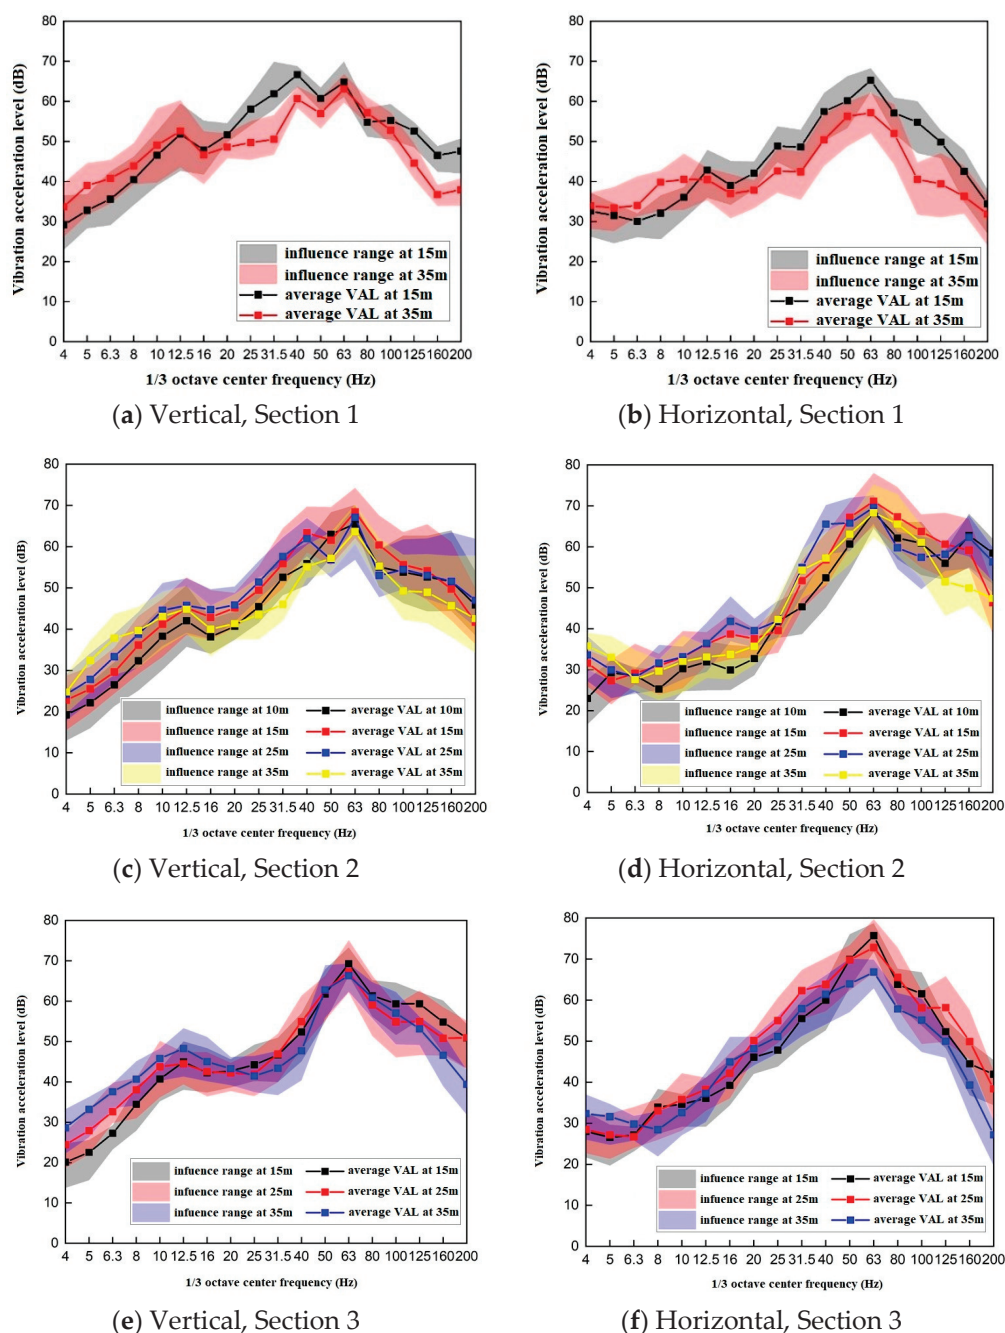 80
70
60
50
40
30
20
10
0
Vibration acceleration level (dB)
influence range at 15m
influence range at 35m
average VAL at 15m
average VAL at 35m
4 5 6.3 8 10 12.5 16 20 25 31.5 40 50 63 80 100 125 160 200
1/3 octave center frequency (Hz)
(a) Vertical, Section 1
80
70
60
50
40
30
20
10
0
Vibration acceleration level (dB)
influence range at 15m
influence range at 35m
average VAL at 15m
average VAL at 35m
4 5 6.3 8 10 12.5 16 20 25 31.5 40 50 63 80 100 125 160 200
1/3 octave center frequency (Hz)
(b) Horizontal, Section 1
80
70
60
50
40
30
20
10
0
Vibration acceleration level (dB)
influence range at 10m average VAL at 10m
influence range at 15m average VAL at 15m
influence range at 25m average VAL at 25m
influence range at 35m average VAL at 35m
4 5 6.3 8 10 12.5 16 20 25 31.5 40 50 63 80 100 125 160 200
1/3 octave center frequency (Hz)
(c) Vertical, Section 2
80
70
60
50
40
30
20
10
0
Vibration acceleration level (dB)
influence range at 10m average VAL at 10m
influence range at 15m average VAL at 15m
influence range at 25m average VAL at 25m
influence range at 35m average VAL at 35m
4 5 6.3 8 10 12.5 16 20 25 31.5 40 50 63 80 100 125 160 200
1/3 octave center frequency (Hz)
(d) Horizontal, Section 2
80
70
60
50
40
30
20
10
0
Vibration acceleration level (dB)
infuence range at 15m average VAL at 15m
infuence range at 25m average VAL at 25m
infuence range at 35m average VAL at 35m
4 5 6.3 8 10 12.5 16 20 25 31.5 40 50 63 80 100 125 160 200
1/3 octave center frequency (Hz)
(e) Vertical, Section 3
80
70
60
50
40
30
20
10
0
Vibration acceleration level (dB)
infuence range at 15m average VAL at 15m
infuence range at 25m average VAL at 25m
infuence range at 35m average VAL at 35m
4 5 6.3 8 10 12.5 16 20 25 31.5 40 50 63 80 100 125 160 200
1/3 octave center frequency (Hz)
(f) Horizontal, Section 3